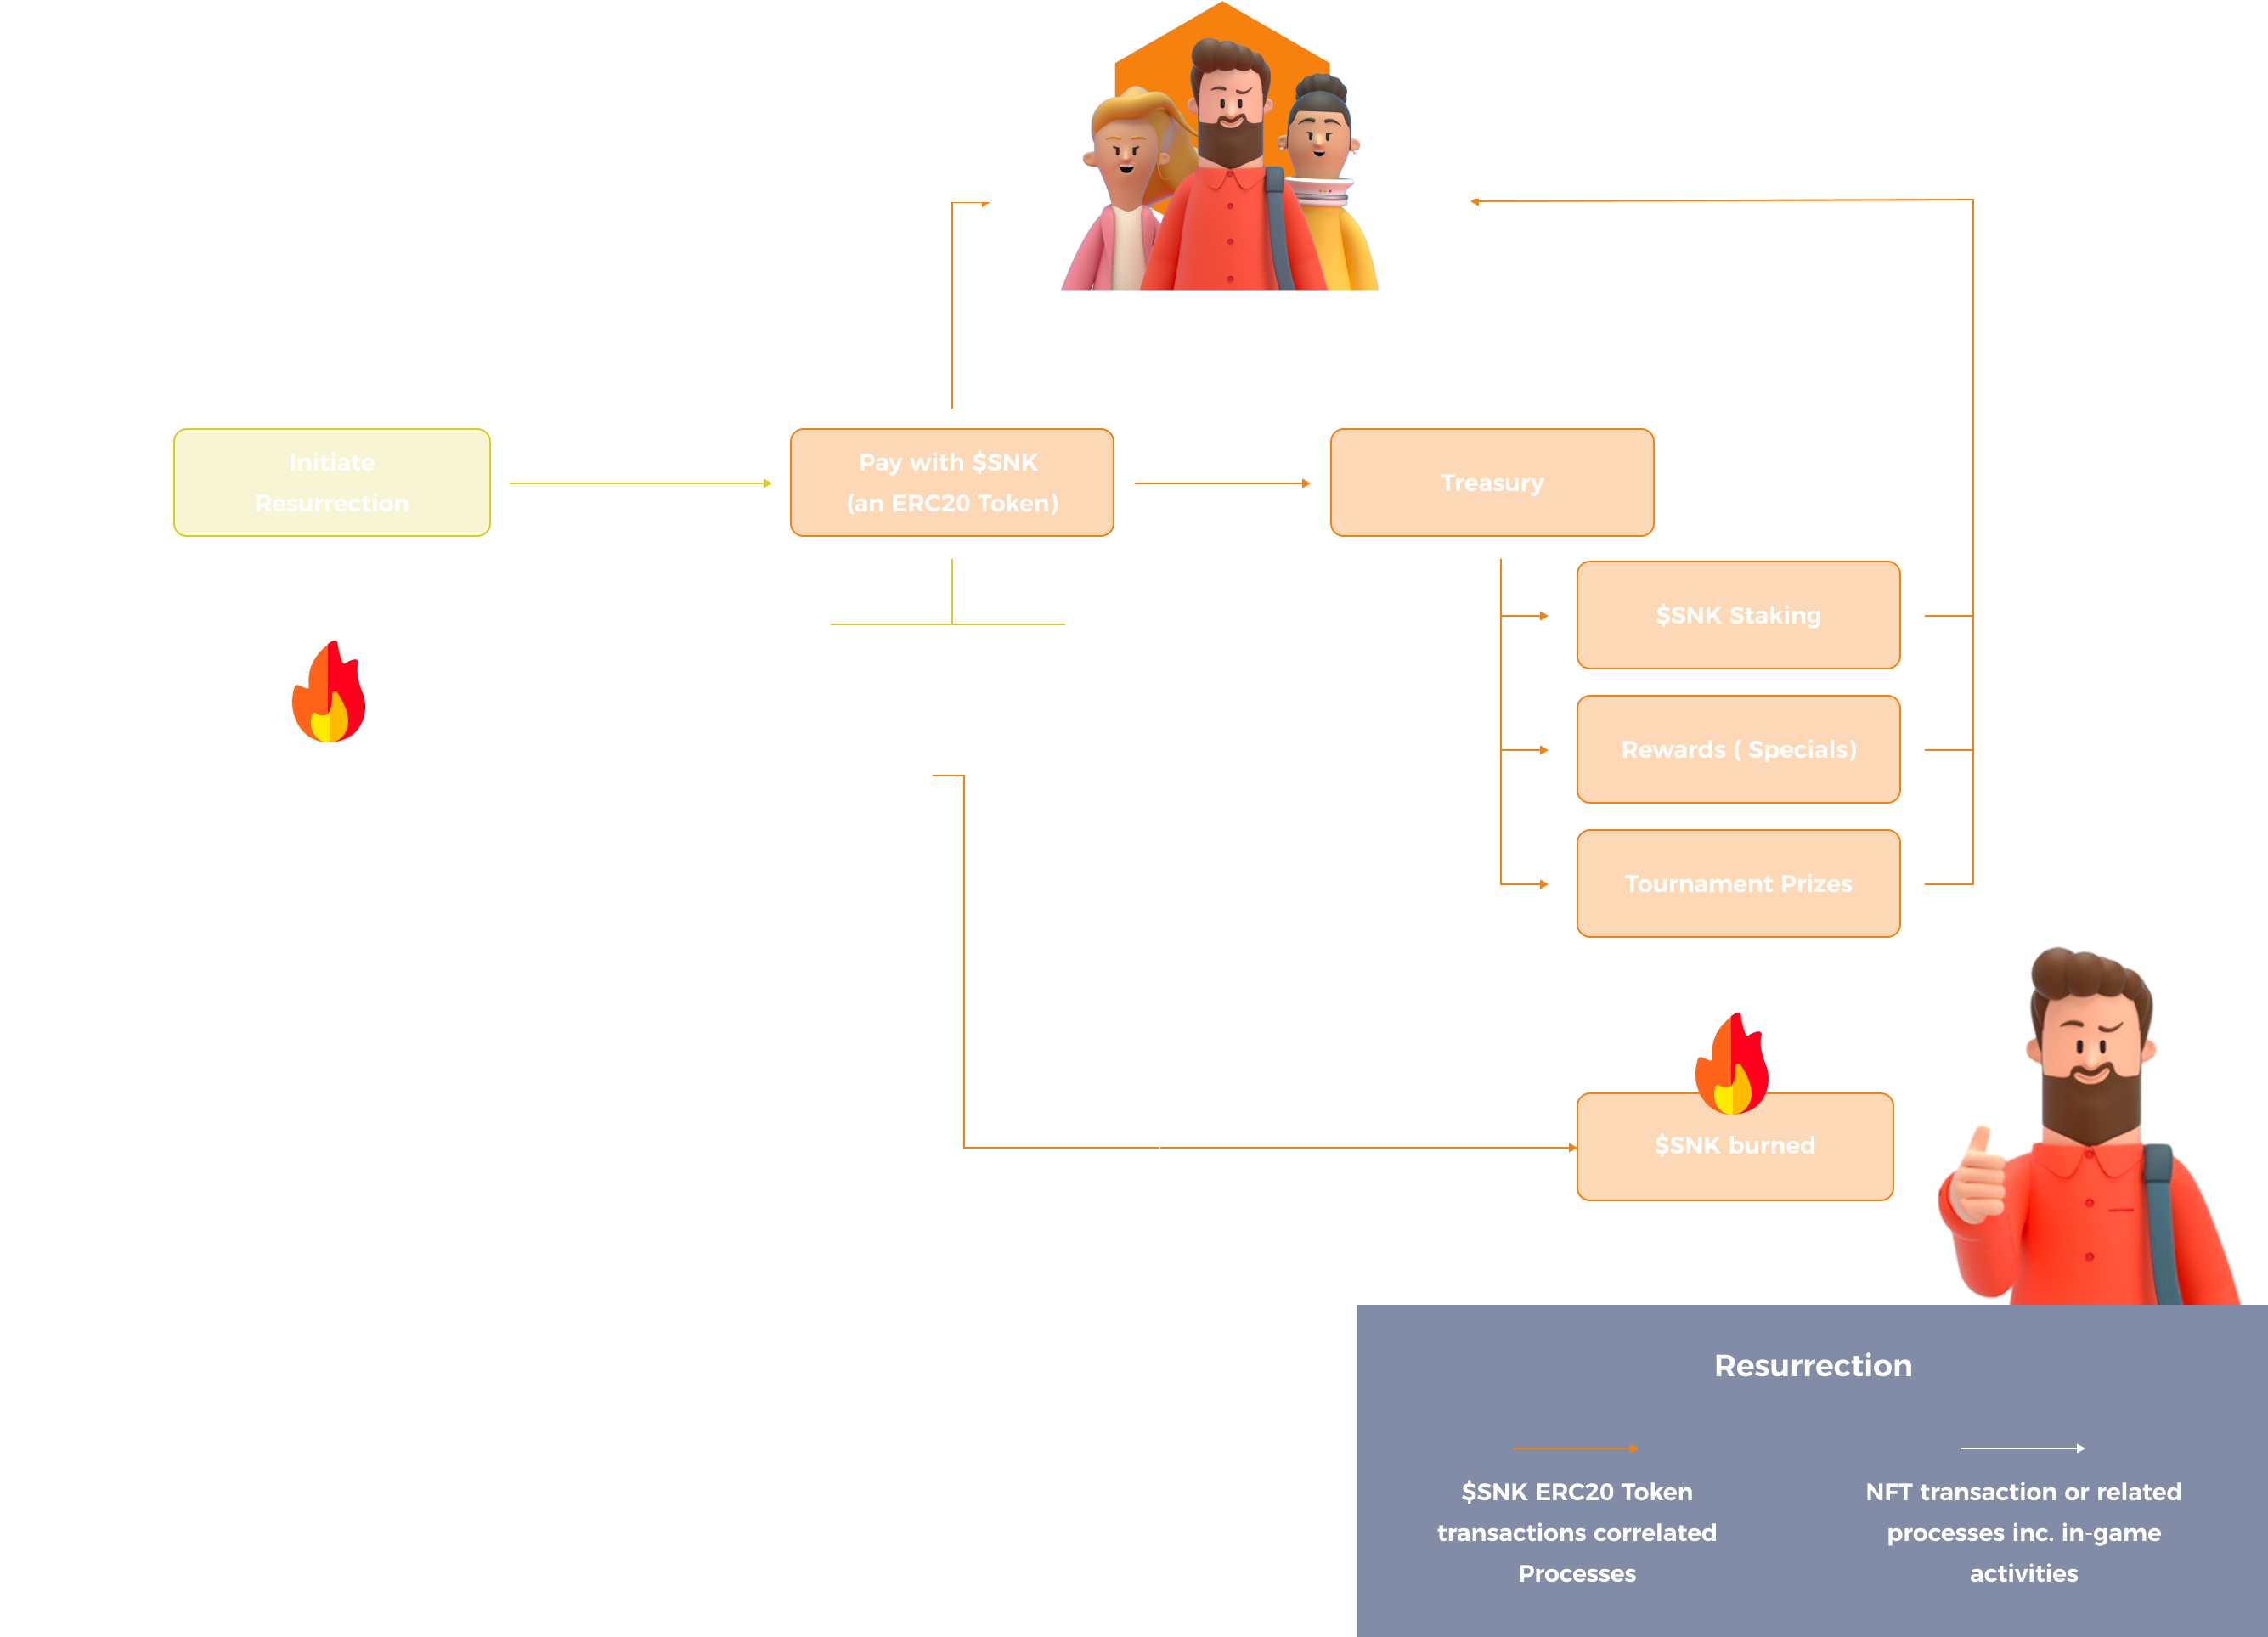 Initiate
Resurrection
Pay with $SNK
(an ERC20 Token)
Treasury
$SNK Staking
Rewards ( Specials)
Tournament Prizes
$SNK burned
Resurrection
$SNK ERC20 Token
transactions correlated
Processes
NFT transaction or related
processes inc. in-game
activities